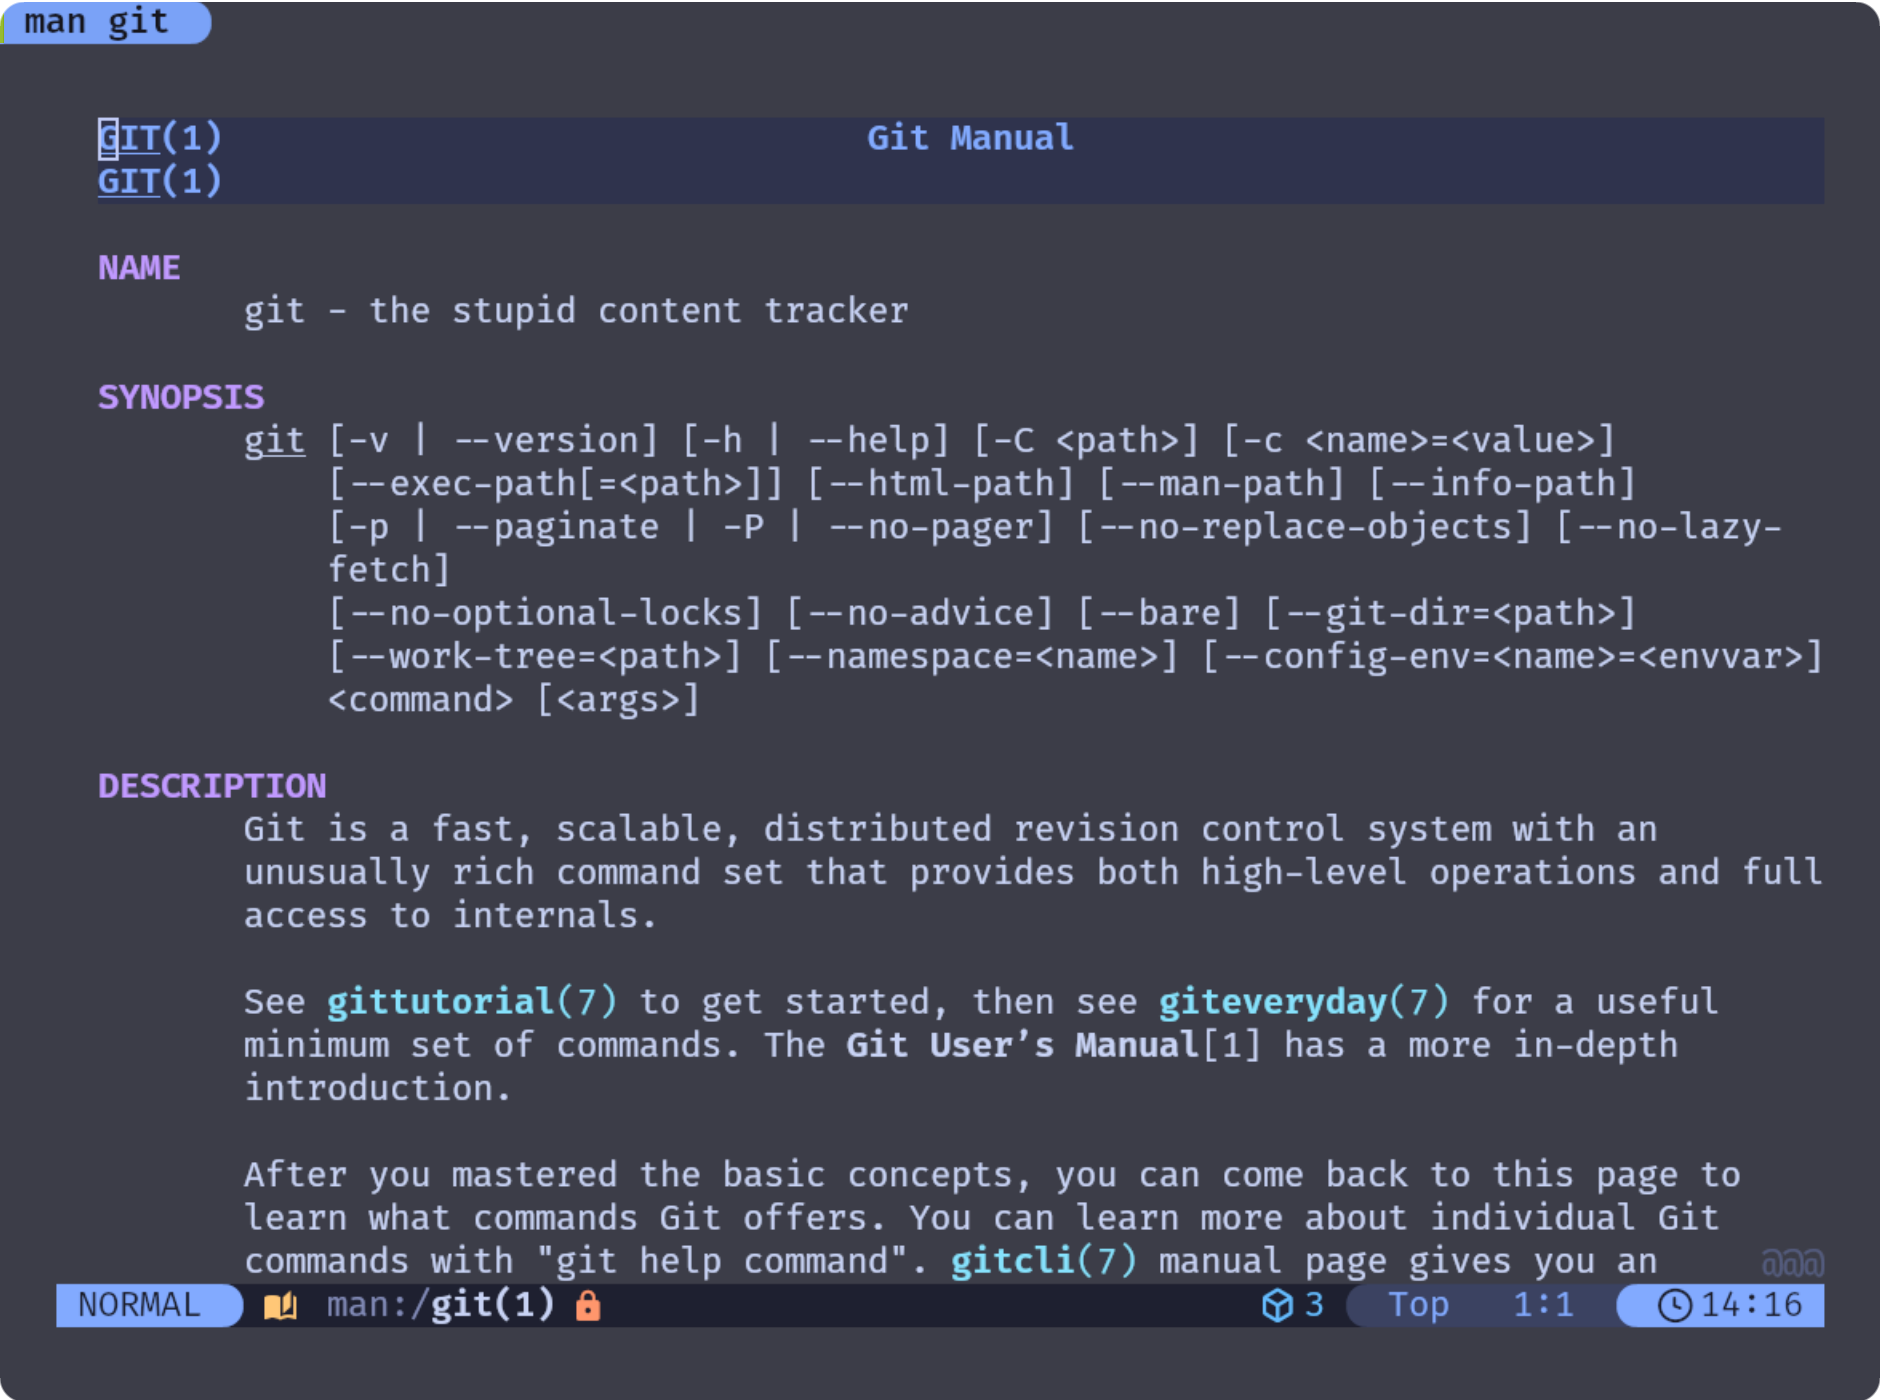 man git
GIT(1) Git Manual
GIT(1)
NAME
git - the stupid content tracker
SYNOPSIS
git [-v | --version] [-h | --help] [-C <path>] [-c <name>=<value>]
[--exec-path[=<path>]] [--html-path] [--man-path] [--info-path]
[-p | --paginate | -P | --no-pager] [--no-replace-objects] [--no-lazy-
fetch]
[--no-optional-locks] [--no-advice] [--bare] [--git-dir=<path>]
[--work-tree=<path>] [--namespace=<name>] [--config-env=<name>=<envvar>]
<command> [<args>]
DESCRIPTION
Git is a fast, scalable, distributed revision control system with an
unusually rich command set that provides both high-level operations and full
access to internals.
See gittutorial(7) to get started, then see giteveryday(7) for a useful
minimum set of commands. The Git User’s Manual[1] has a more in-depth
introduction.
After you mastered the basic concepts, you can come back to this page to
learn what commands Git offers. You can learn more about individual Git
commands with "git help command". gitcli(7) manual page gives you an @@@
NORMAL man:/git(1) 3 Top 1:1 14:16